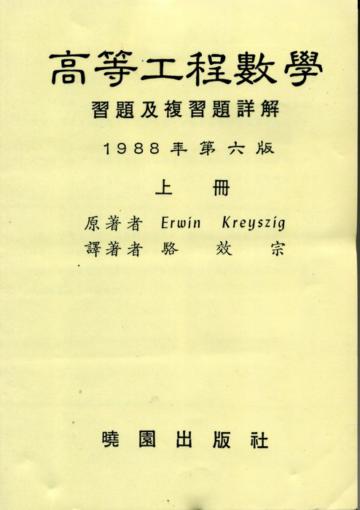 高等工程數學
習題及複習題詳解
1988年第六版
上冊
原著者 Erwin Kreyszig
譯著者 駱效宗
曉園出版社